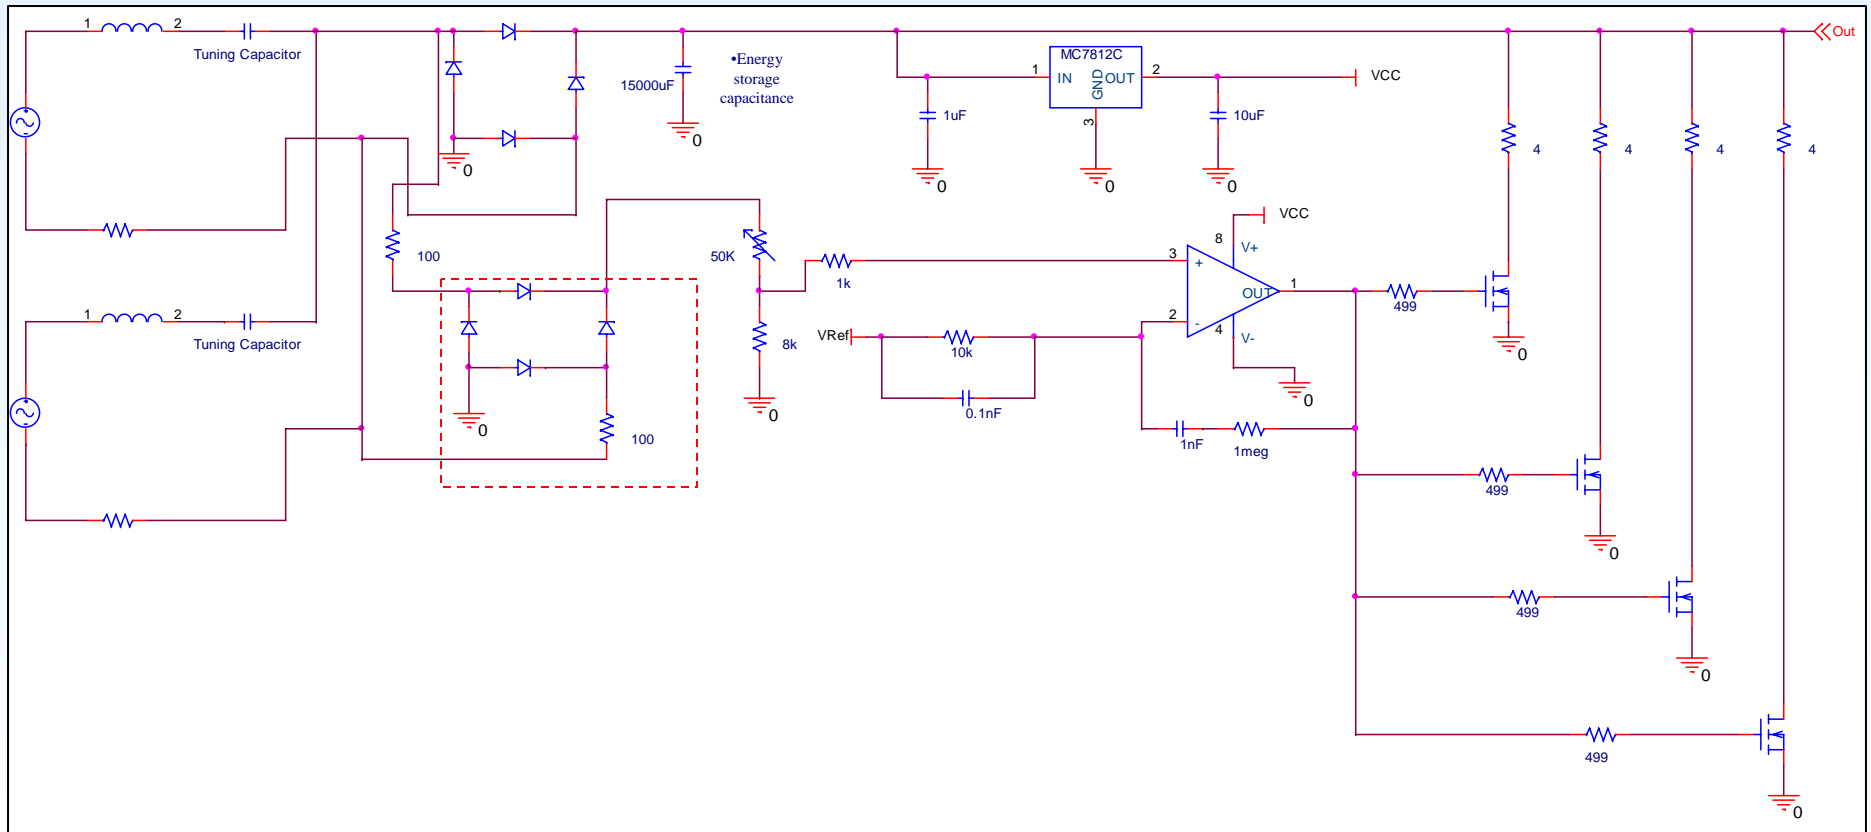 1 2
Tuning Capacitor
15000uF
•Energy
storage
capacitance
0
0
1
1uF
0
MC7812C
IN
GND
OUT
3
0
2
10uF
0
VCC
4
4
4
4
Out
100
50K
1k
8k
0
100
0
1 2
Tuning Capacitor
VRef
10k
0.1nF
3
2
+
-
8
V+
VCC
OUT
1
4
V-
0
1nF
1meg
499
0
499
0
499
0
499
0